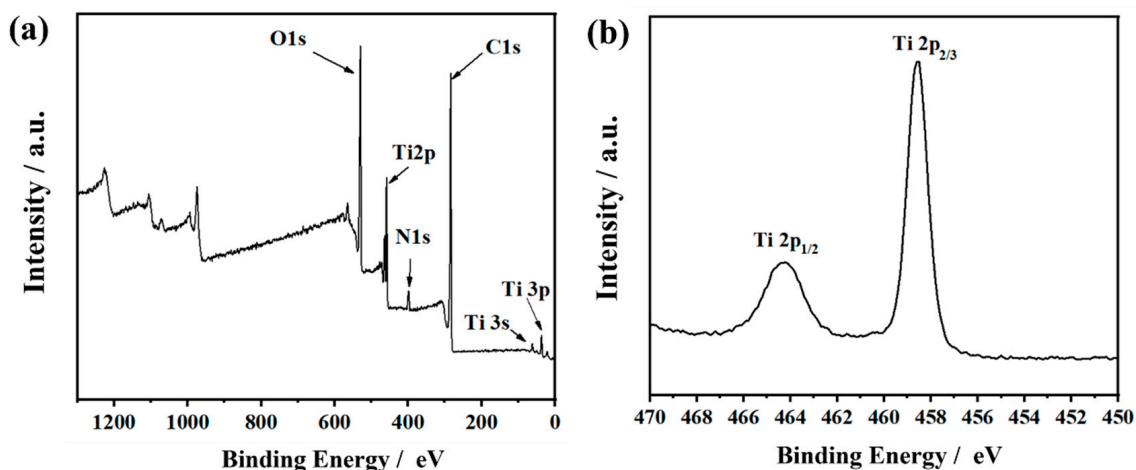 (a)
O1s
C1s
Ti2p
N1s
Ti 3p
Ti 3s
Intensity / a.u.
1200 1000 800 600 400 200 0
Binding Energy / eV
(b)
Ti 2p2/3
Ti 2p1/2
Intensity / a.u.
470 468 466 464 462 460 458 456 454 452 450
Binding Energy / eV